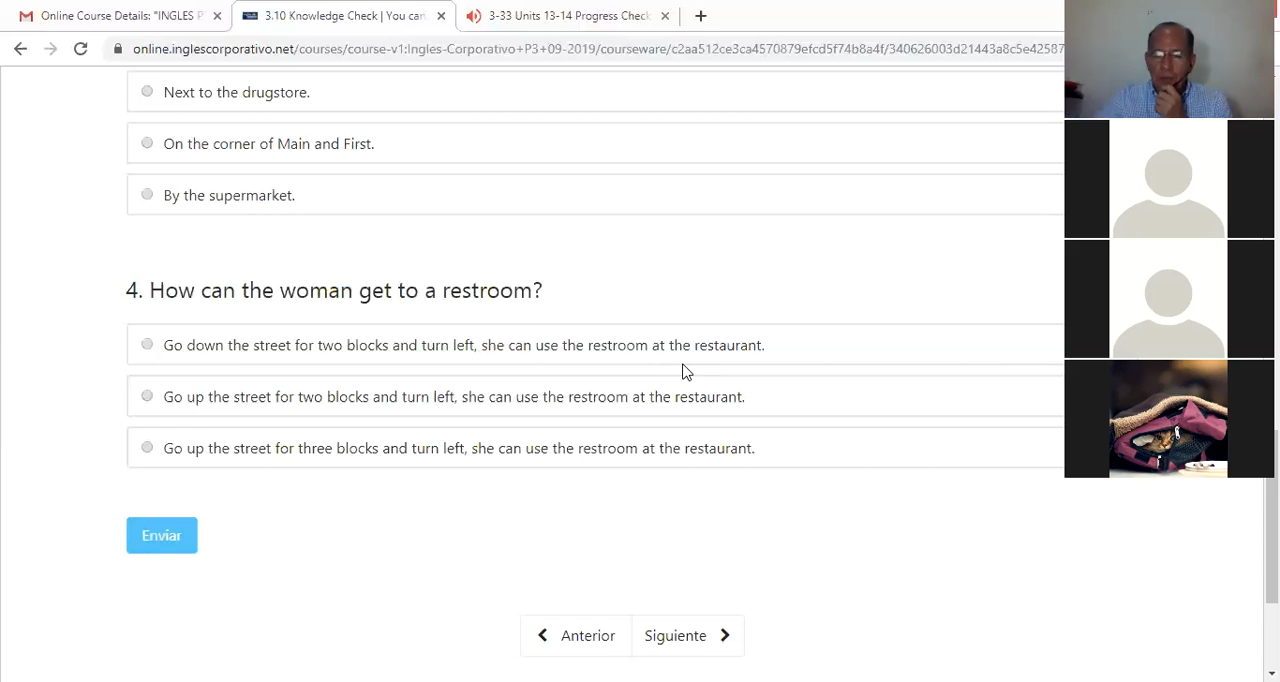 Online Course Details: "INGLES P
3.10 Knowledge Check | You can
3-33 Units 13-14 Progress Check
online.inglescorporativo.net/courses/course-v1:Ingles-Corporativo+P3+09-2019/courseware/c2aa512ce3ca4570879efcd5f74b8a4f/340626003d21443a8c5e42587
Next to the drugstore.
On the corner of Main and First.
By the supermarket.
4. How can the woman get to a restroom?
Go down the street for two blocks and turn left, she can use the restroom at the restaurant.
Go up the street for two blocks and turn left, she can use the restroom at the restaurant.
Go up the street for three blocks and turn left, she can use the restroom at the restaurant.
Enviar
Anterior
Siguiente